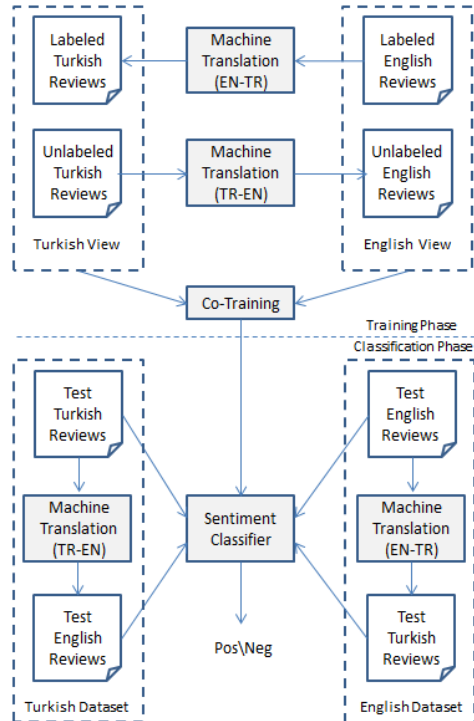 Labeled
Turkish
Reviews
Machine
Translation
(EN-TR)
Labeled
English
Reviews
Unlabeled
Turkish
Reviews
Machine
Translation
(TR-EN)
Unlabeled
English
Reviews
Turkish View
English View
Co-Training
Training Phase
Classification Phase
Test
Turkish
Reviews
Test
English
Reviews
Machine
Translation
(TR-EN)
Sentiment
Classifier
Machine
Translation
(EN-TR)
Test
English
Reviews
Pos\Neg
Test
Turkish
Reviews
Turkish Dataset
English Dataset